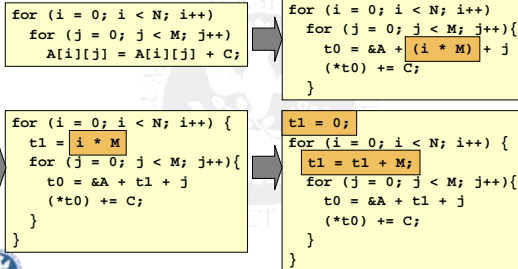 for (i = 0; i < N; i++)
for (j = 0; j < M; j++)
A[i][j] = A[i][j] + C;
for (i = 0; i < N; i++)
for (j = 0; j < M; j++){
t0 = &A + (i * M) + j
(*t0) += C;
}
for (i = 0; i < N; i++) {
t1 = i * M
for (j = 0; j < M; j++){
t0 = &A + t1 + j
(*t0) += C;
}
}
t1 = 0;
for (i = 0; i < N; i++) {
t1 = t1 + M;
for (j = 0; j < M; j++){
t0 = &A + t1 + j
(*t0) += C;
}
}